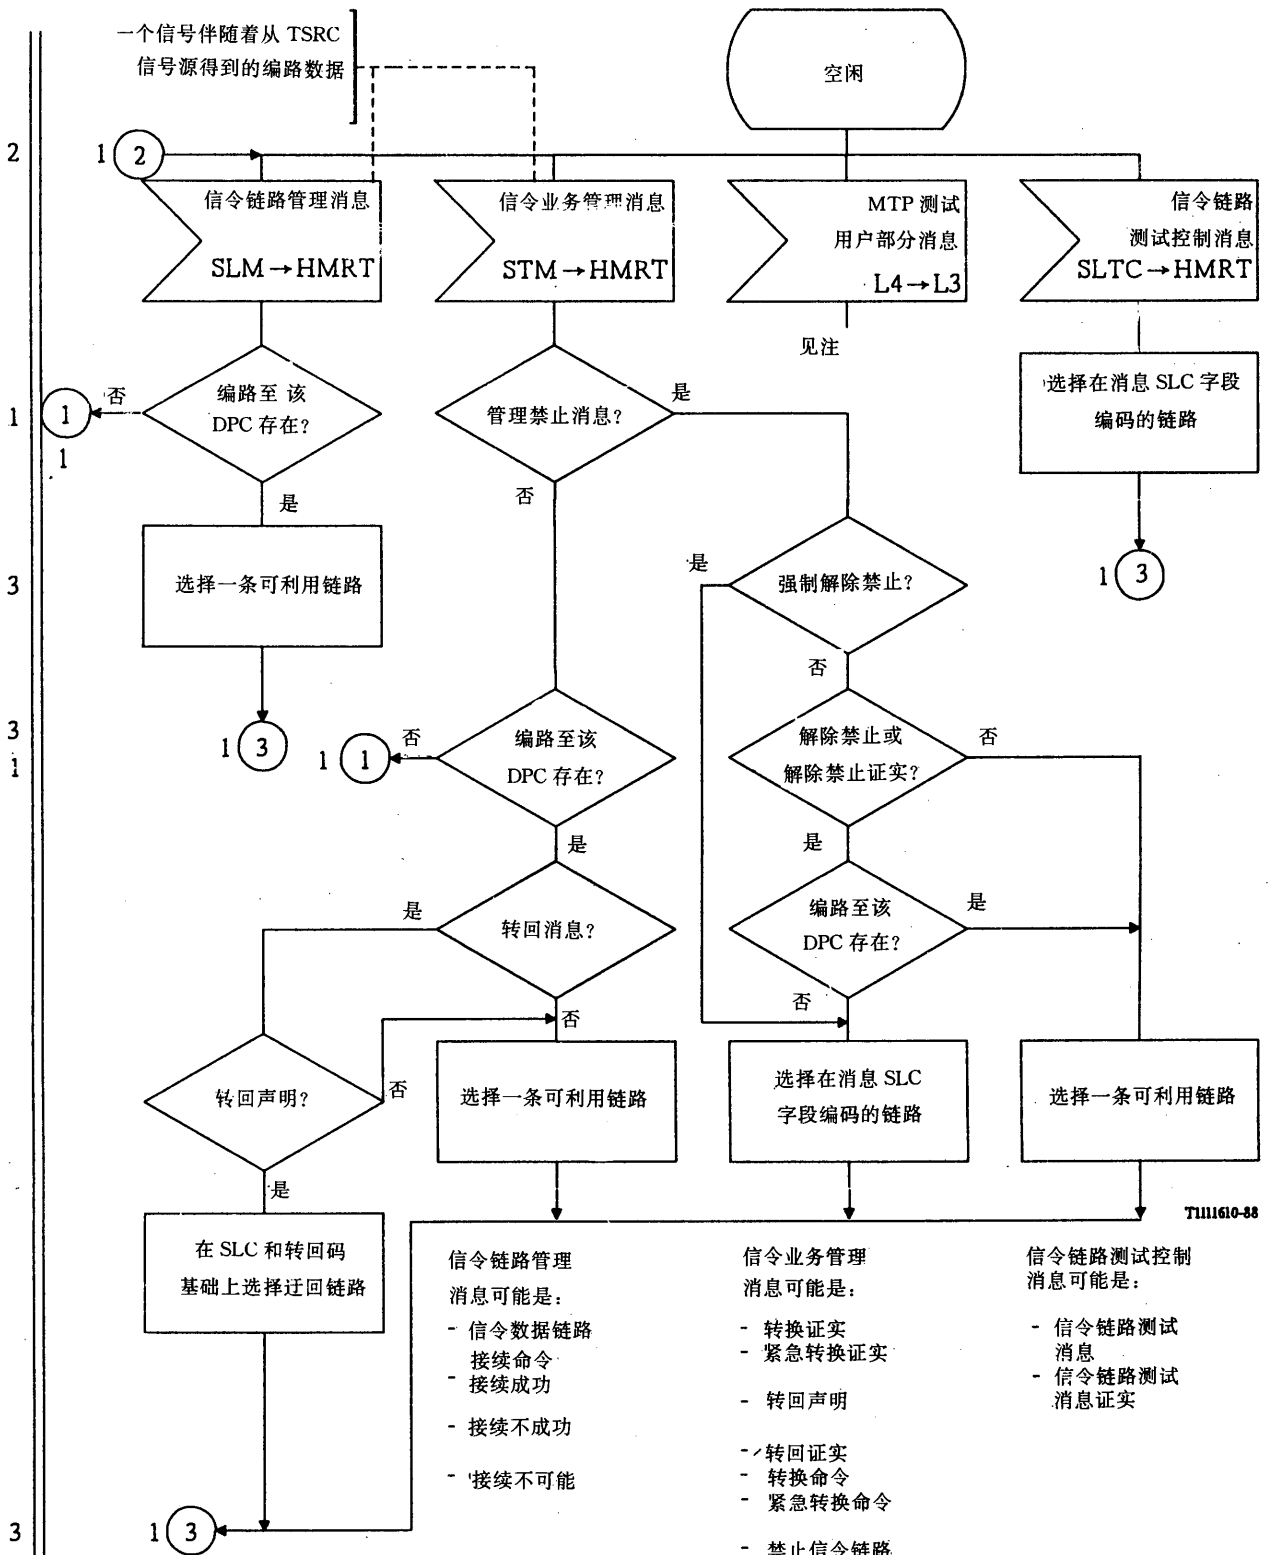 一个信号伴随着从 TSRC
信号源得到的编路数据
空闲
2
1 2
信令链路管理消息
SLM→HMRT
信令业务管理消息
STM→HMRT
MTP 测试
用户部分消息
L4→L3
信令链路
测试控制消息
SLTC→HMRT
见注
1
1
1
否
编路至 该
DPC 存在?
是
管理禁止消息?
是
否
选择在消息 SLC 字段
编码的链路
1 3
3
选择一条可利用链路
是
强制解除禁止?
否
3
1
1 3
1 1
否
编路至该
DPC 存在?
是
解除禁止或
解除禁止证实?
否
是
是
转回消息?
否
编路至该
DPC 存在?
是
否
转回声明?
否
是
选择一条可利用链路
选择在消息 SLC
字段编码的链路
选择一条可利用链路
T1111610-88
在 SLC 和转回码
基础上选择迂回链路
信令链路管理
消息可能是:
- 信令数据链路
接续命令
- 接续成功
- 接续不成功
- 接续不可能
信令业务管理
消息可能是:
- 转换证实
- 紧急转换证实
- 转回声明
- 转回证实
- 转换命令
- 紧急转换命令
- 禁止信令链路
信令链路测试控制
消息可能是:
- 信令链路测试
消息
- 信令链路测试
消息证实
3
1 3